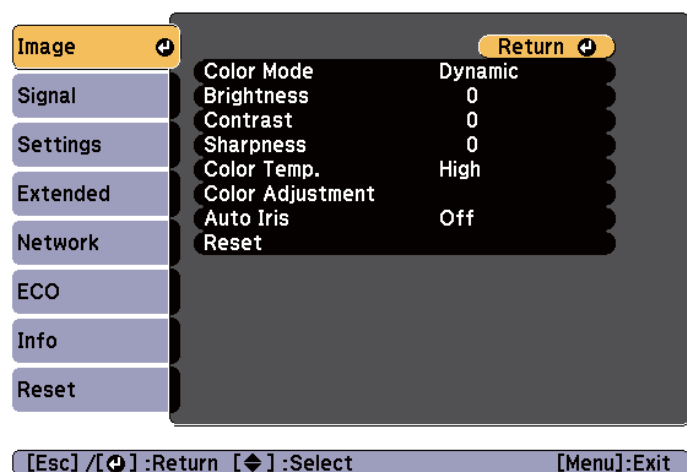 Image
Signal
Settings
Extended
Network
ECO
Info
Reset
Return
Color Mode Dynamic
Brightness 0
Contrast 0
Sharpness 0
Color Temp. High
Color Adjustment
Auto Iris Off
Reset
[Esc] /[⏎] :Return [◆] :Select [Menu]:Exit